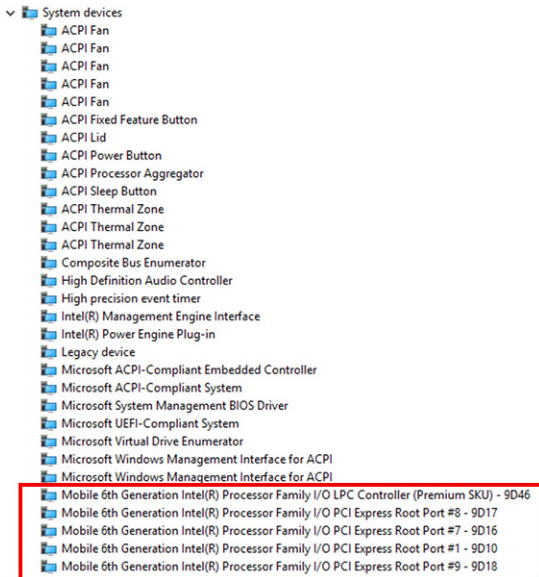 System devices
ACPI Fan
ACPI Fan
ACPI Fan
ACPI Fan
ACPI Fan
ACPI Fixed Feature Button
ACPI Lid
ACPI Power Button
ACPI Processor Aggregator
ACPI Sleep Button
ACPI Thermal Zone
ACPI Thermal Zone
ACPI Thermal Zone
Composite Bus Enumerator
High Definition Audio Controller
High precision event timer
Intel(R) Management Engine Interface
Intel(R) Power Engine Plug-in
Legacy device
Microsoft ACPI-Compliant Embedded Controller
Microsoft ACPI-Compliant System
Microsoft System Management BIOS Driver
Microsoft UEFI-Compliant System
Microsoft Virtual Drive Enumerator
Microsoft Windows Management Interface for ACPI
Microsoft Windows Management Interface for ACPI
Mobile 6th Generation Intel(R) Processor Family I/O LPC Controller (Premium SKU) - 9D46
Mobile 6th Generation Intel(R) Processor Family I/O PCI Express Root Port #8 - 9D17
Mobile 6th Generation Intel(R) Processor Family I/O PCI Express Root Port #7 - 9D16
Mobile 6th Generation Intel(R) Processor Family I/O PCI Express Root Port #1 - 9D10
Mobile 6th Generation Intel(R) Processor Family I/O PCI Express Root Port #9 - 9D18